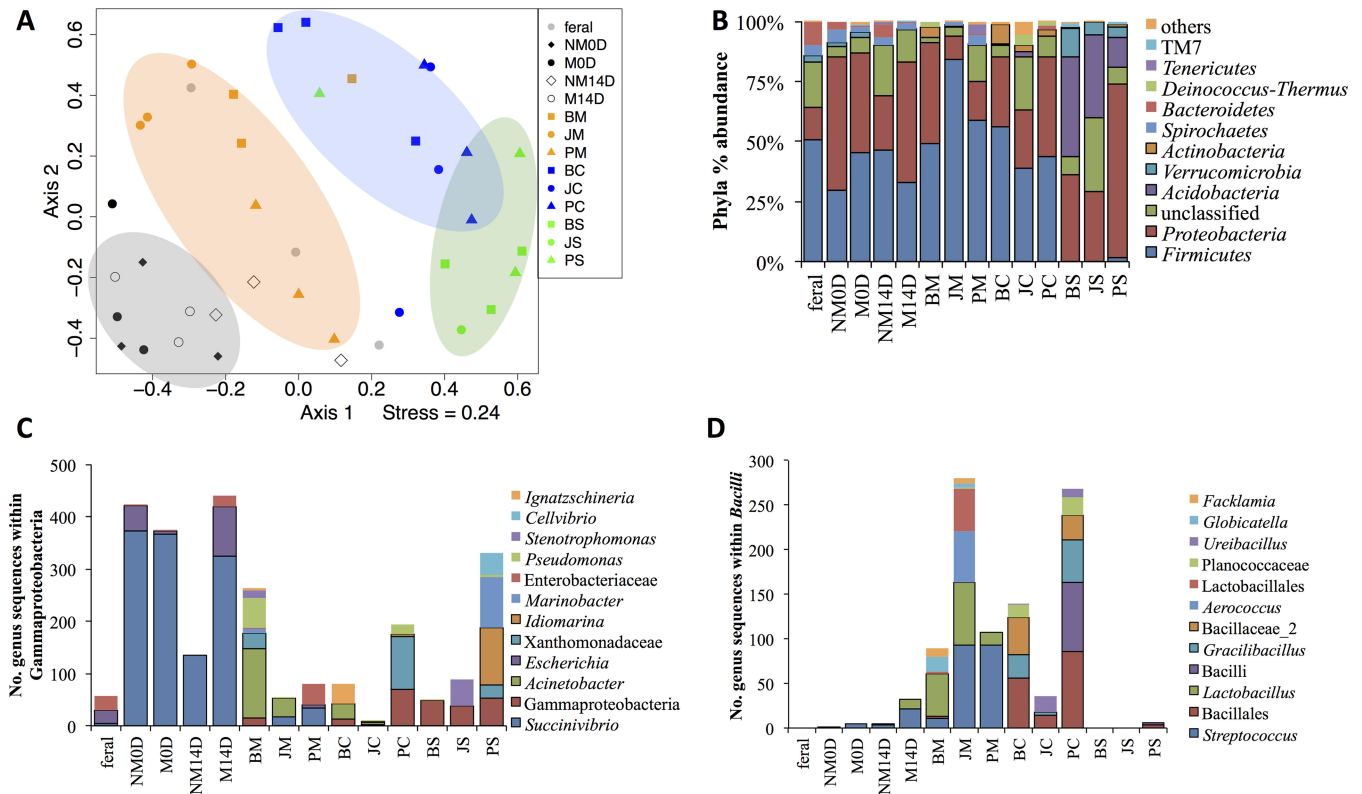 A
Axis 2
0.6
0.4
0.2
0.0
−0.2
−0.4
−0.4
−0.2
0.0
0.2
0.4
0.6
Axis 1
Stress = 0.24
feral
NM0D
M0D
NM14D
M14D
BM
JM
PM
BC
JC
PC
BS
JS
PS
B
Phyla % abundance
100%
75%
50%
25%
0%
feral
NM0D
M0D
NM14D
M14D
BM
JM
PM
BC
JC
PC
BS
JS
PS
others
TM7
Tenericutes
Deinococcus-Thermus
Bacteroidetes
Spirochaetes
Actinobacteria
Verrucomicrobia
Acidobacteria
unclassified
Proteobacteria
Firmicutes
C
No. genus sequences within
Gammaproteobacteria
500
400
300
200
100
0
feral
NM0D
M0D
NM14D
M14D
BM
JM
PM
BC
JC
PC
BS
JS
PS
Ignatzschineria
Cellvibrio
Stenotrophomonas
Pseudomonas
Enterobacteriaceae
Marinobacter
Idiomarina
Xanthomonadaceae
Escherichia
Acinetobacter
Gammaproteobacteria
Succinivibrio
D
No. genus sequences within Bacilli
300
250
200
150
100
50
0
feral
NM0D
M0D
NM14D
M14D
BM
JM
PM
BC
JC
PC
BS
JS
PS
Facklamia
Globicatella
Ureibacillus
Planococcaceae
Lactobacillales
Aerococcus
Bacillaceae_2
Gracilibacillus
Bacilli
Lactobacillus
Bacillales
Streptococcus